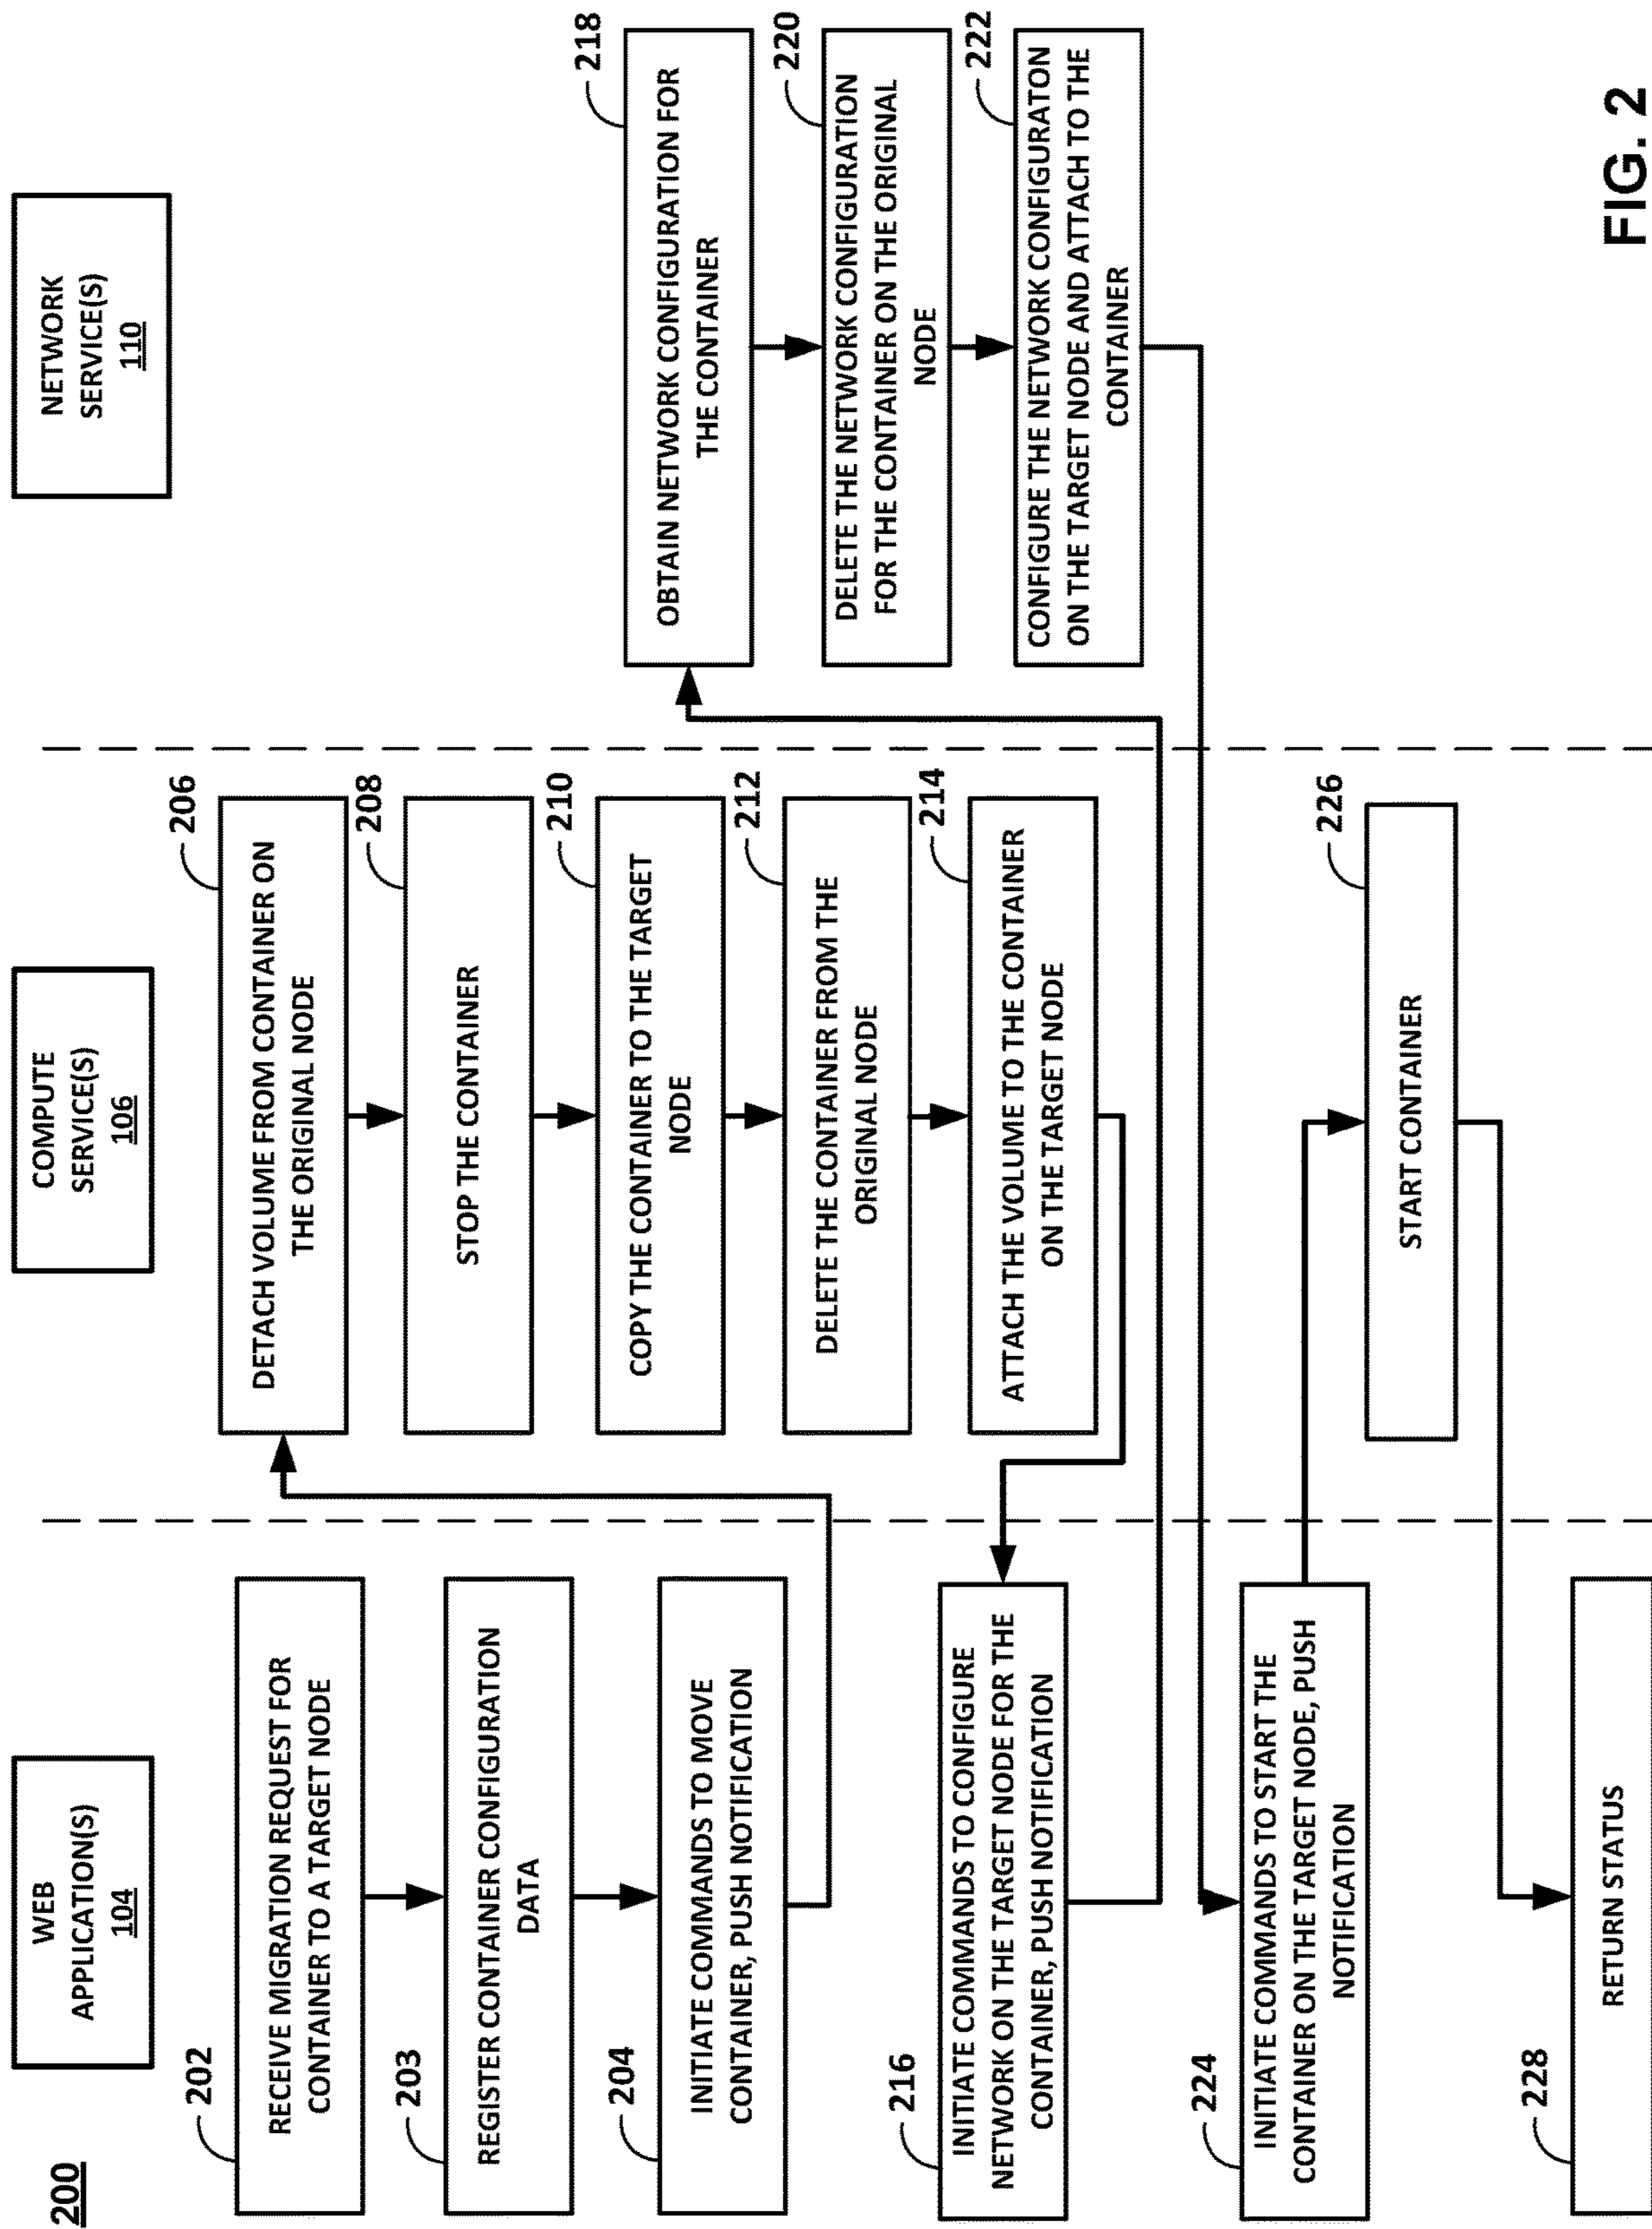 200
WEB
APPLICATION(S)
104
COMPUTE
SERVICE(S)
106
NETWORK
SERVICE(S)
110
202
RECEIVE MIGRATION REQUEST FOR
CONTAINER TO A TARGET NODE
203
REGISTER CONTAINER CONFIGURATION
DATA
204
INITIATE COMMANDS TO MOVE
CONTAINER, PUSH NOTIFICATION
206
DETACH VOLUME FROM CONTAINER ON
THE ORIGINAL NODE
208
STOP THE CONTAINER
210
COPY THE CONTAINER TO THE TARGET
NODE
212
DELETE THE CONTAINER FROM THE
ORIGINAL NODE
214
ATTACH THE VOLUME TO THE CONTAINER
ON THE TARGET NODE
216
INITIATE COMMANDS TO CONFIGURE
NETWORK ON THE TARGET NODE FOR THE
CONTAINER, PUSH NOTIFICATION
218
OBTAIN NETWORK CONFIGURATION FOR
THE CONTAINER
220
DELETE THE NETWORK CONFIGURATION
FOR THE CONTAINER ON THE ORIGINAL
NODE
222
CONFIGURE THE NETWORK CONFIGURATON
ON THE TARGET NODE AND ATTACH TO THE
CONTAINER
224
INITIATE COMMANDS TO START THE
CONTAINER ON THE TARGET NODE, PUSH
NOTIFICATION
226
START CONTAINER
228
RETURN STATUS
FIG. 2